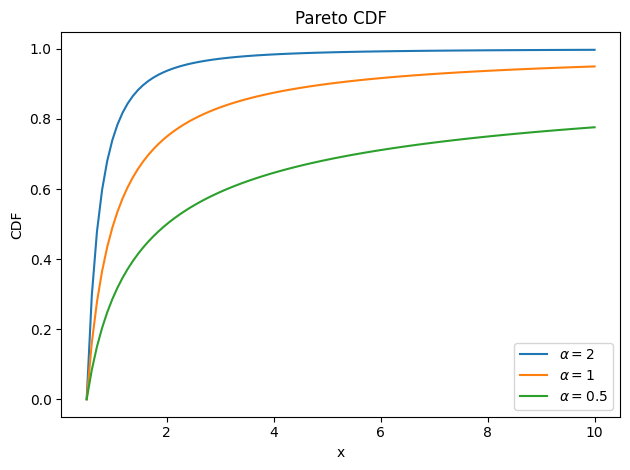 Pareto CDF
1.0
0.8
0.6
0.4
0.2
0.0
CDF
2
4
6
8
10
x
α = 2
α = 1
α = 0.5